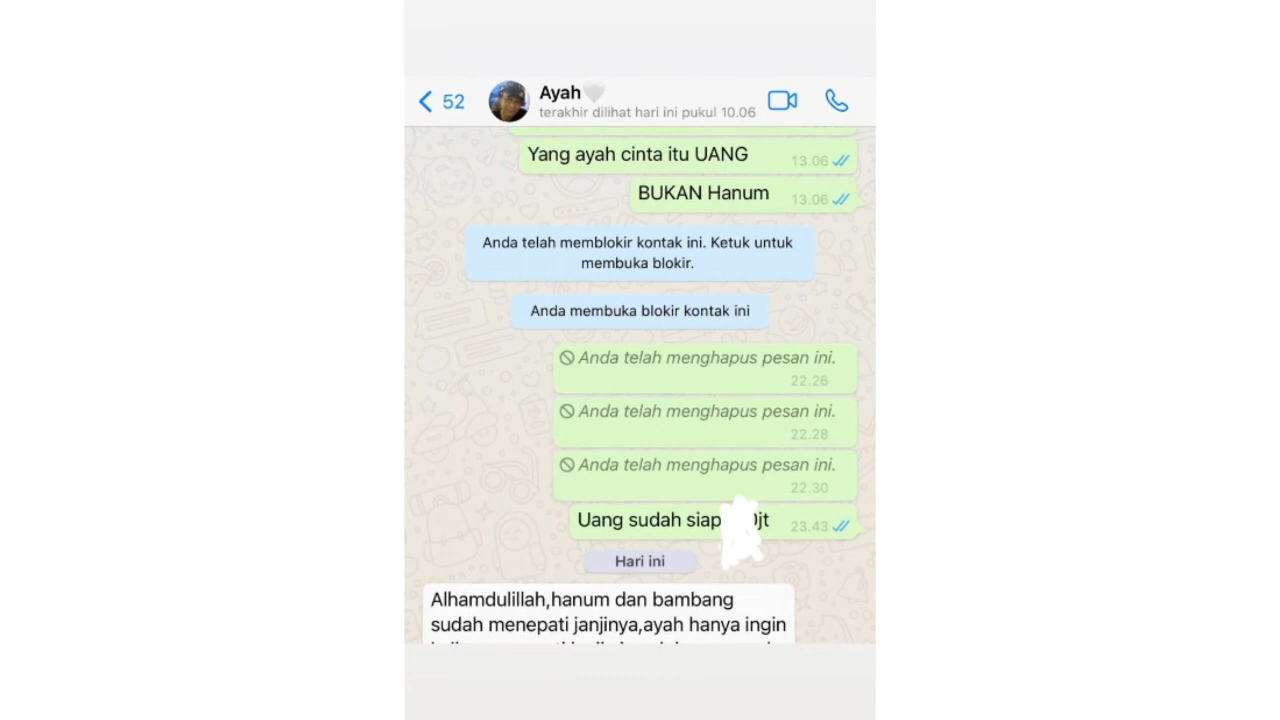 52
Ayah🤍
terakhir dilihat hari ini pukul 10.06
Yang ayah cinta itu UANG 13.06
BUKAN Hanum 13.06
Anda telah memblokir kontak ini. Ketuk untuk
membuka blokir.
Anda membuka blokir kontak ini
Anda telah menghapus pesan ini.
22.26
Anda telah menghapus pesan ini.
22.28
Anda telah menghapus pesan ini.
22.30
Uang sudah siap jt 23.43
Hari ini
Alhamdulillah,hanum dan bambang
sudah menepati janjinya,ayah hanya ingin